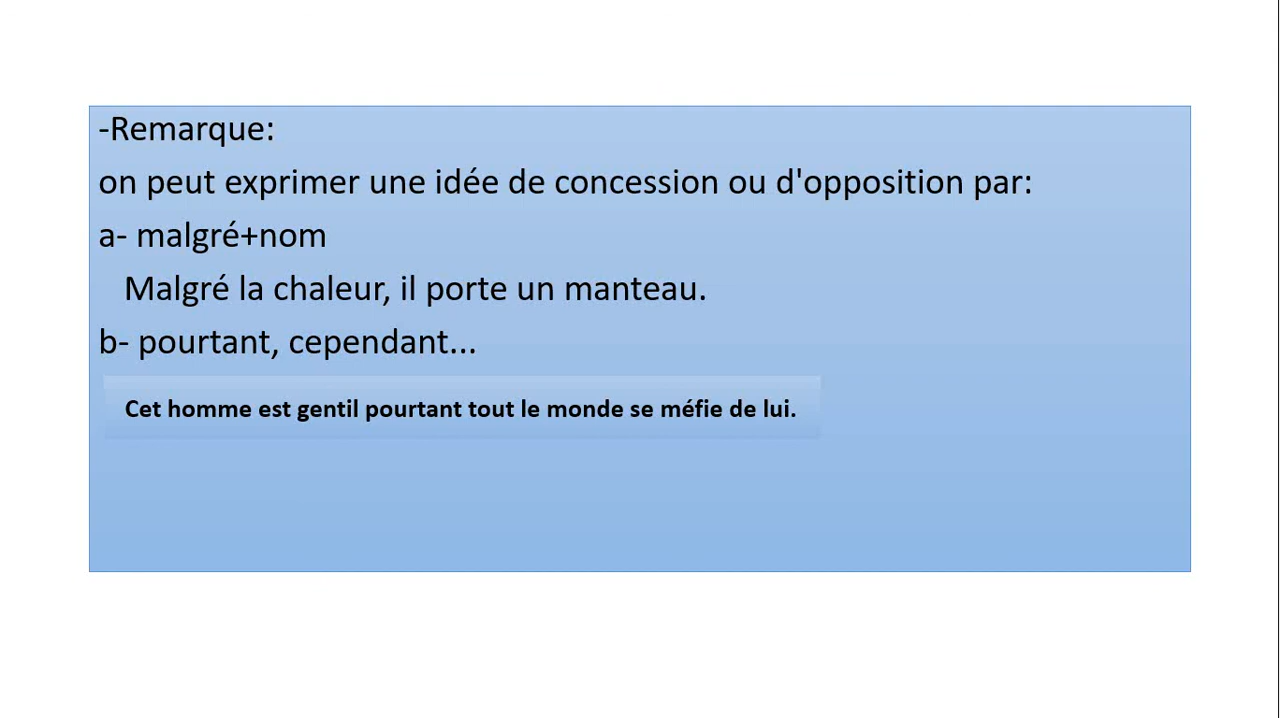 -Remarque:
on peut exprimer une idée de concession ou d'opposition par:
a- malgré+nom
Malgré la chaleur, il porte un manteau.
b- pourtant, cependant...
Cet homme est gentil pourtant tout le monde se méfie de lui.